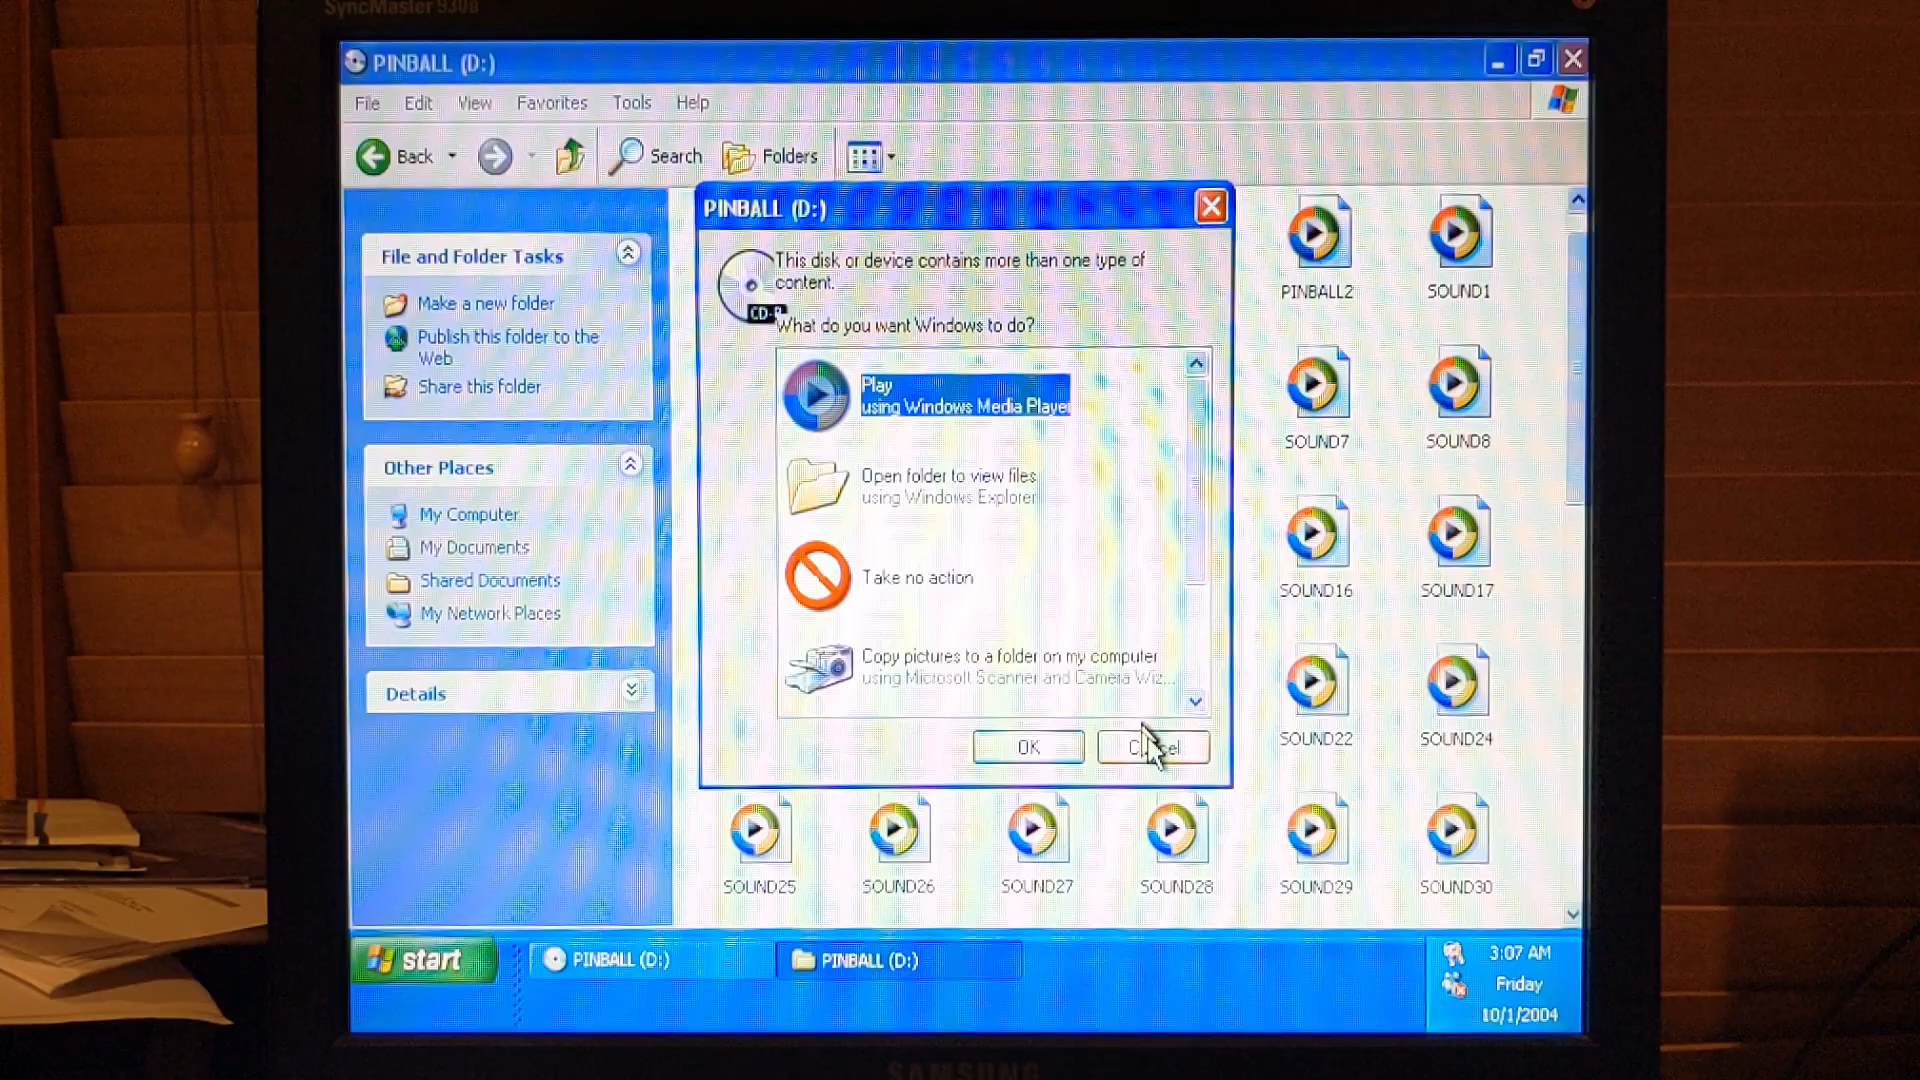 SyncMaster 930B
PINBALL (D:)
File Edit View Favorites Tools Help
Back Search Folders
PINBALL (D:)
This disk or device contains more than one type of
content.
What do you want Windows to do?
Play
using Windows Media Player
Open folder to view files
using Windows Explorer
Take no action
Copy pictures to a folder on my computer
using Microsoft Scanner and Camera Wiz...
OK
File and Folder Tasks
Make a new folder
Publish this folder to the
Web
Share this folder
Other Places
My Computer
My Documents
Shared Documents
My Network Places
Details
PINBALL2 SOUND1
SOUND7 SOUND8
SOUND16 SOUND17
SOUND22 SOUND24
SOUND25 SOUND26 SOUND27 SOUND28 SOUND29 SOUND30
start PINBALL (D:) PINBALL (D:)
3:07 AM
Friday
10/1/2004
SAMSUNG